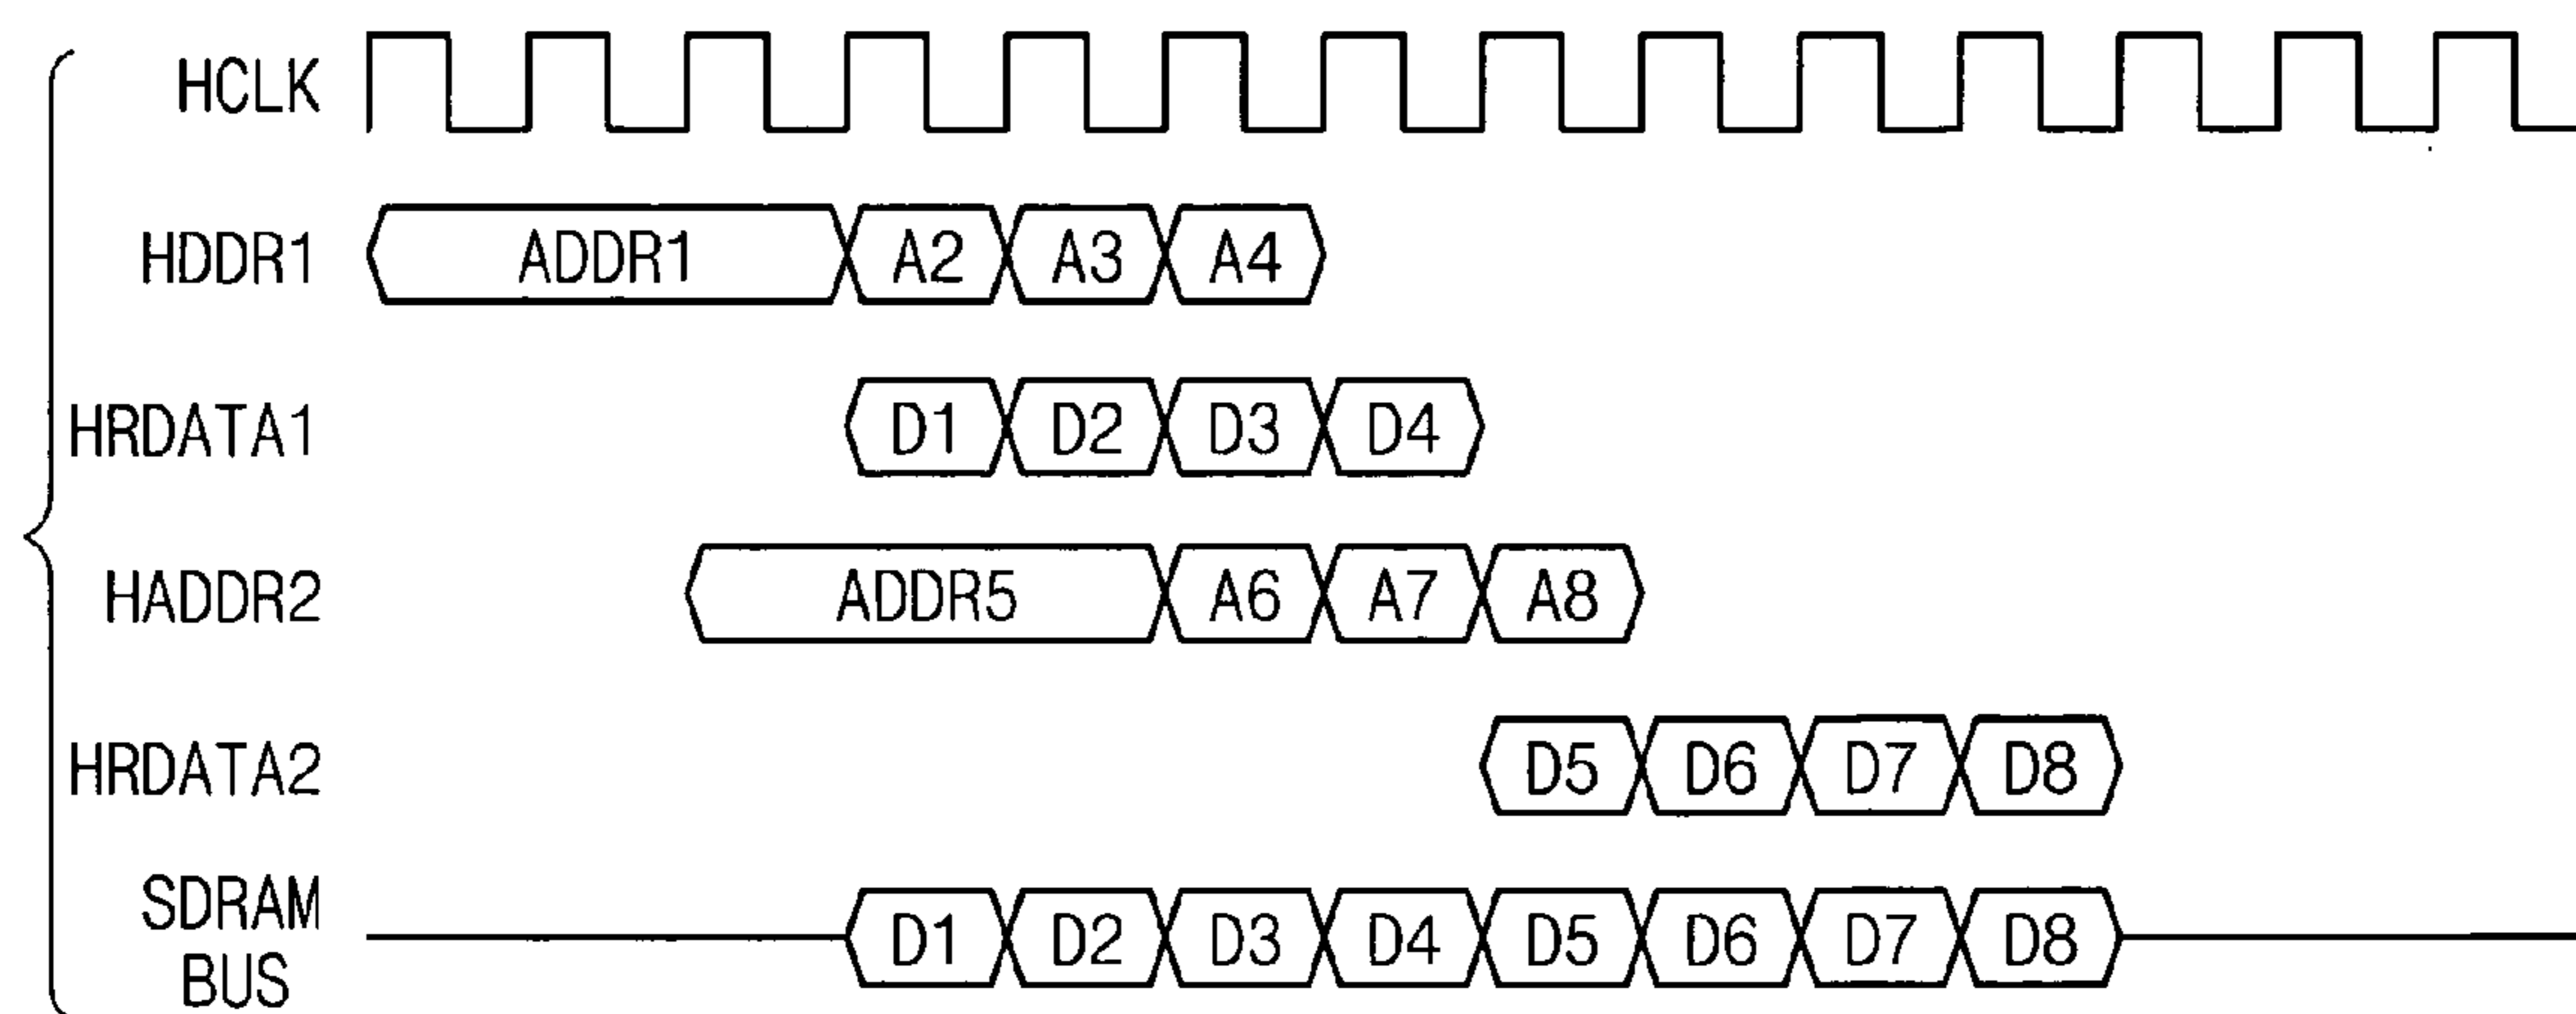 HCLK
HDDR1 ADDR1 A2 A3 A4
HRDATA1 D1 D2 D3 D4
HADDR2 ADDR5 A6 A7 A8
HRDATA2 D5 D6 D7 D8
SDRAM
BUS D1 D2 D3 D4 D5 D6 D7 D8